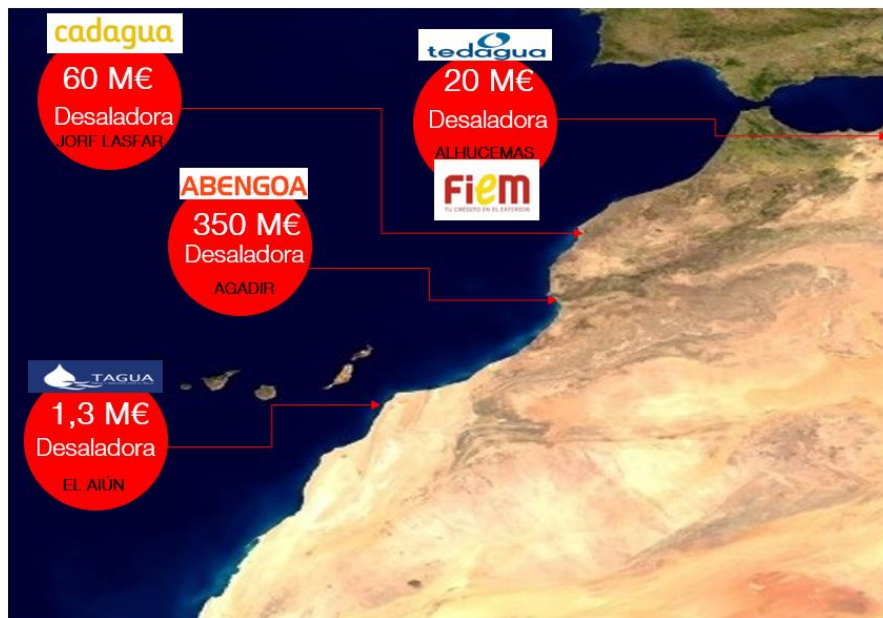 cadagua
60 M€
Desaladora
JORF LASFAR
tedagua
20 M€
Desaladora
ALHUCEMAS
Fiem
TU CRÉDITO EN EL EXTERIOR
ABENGOA
350 M€
Desaladora
AGADIR
TAGUA
1,3 M€
Desaladora
EL AIÚN